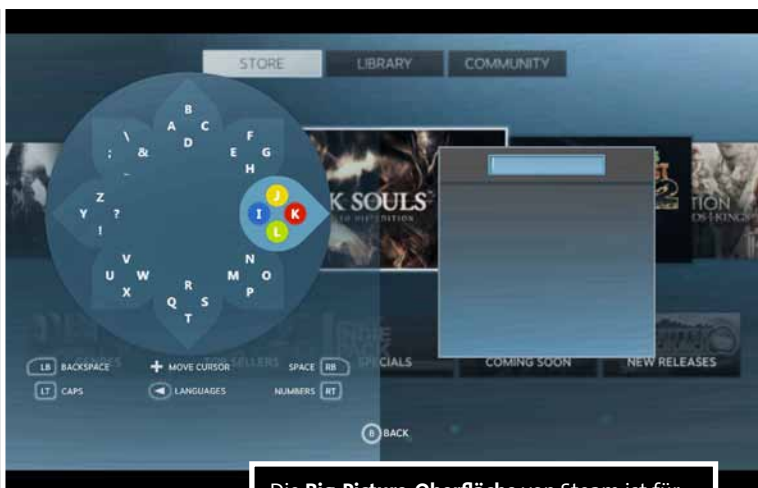 STORE
LIBRARY
COMMUNITY
B
A C
D
F
E G
H
J
I K
L
N
M O
P
R
Q S
T
V
U W
X
Z
Y ?
!
\
; &
_
K SOULS
GENRES
TOP SELLERS
SPECIALS
COMING SOON
NEW RELEASES
LB BACKSPACE
MOVE CURSOR
SPACE RB
LT CAPS
LANGUAGES
NUMBERS RT
B BACK
Die Big-Picture-Oberfläche von Steam ist für